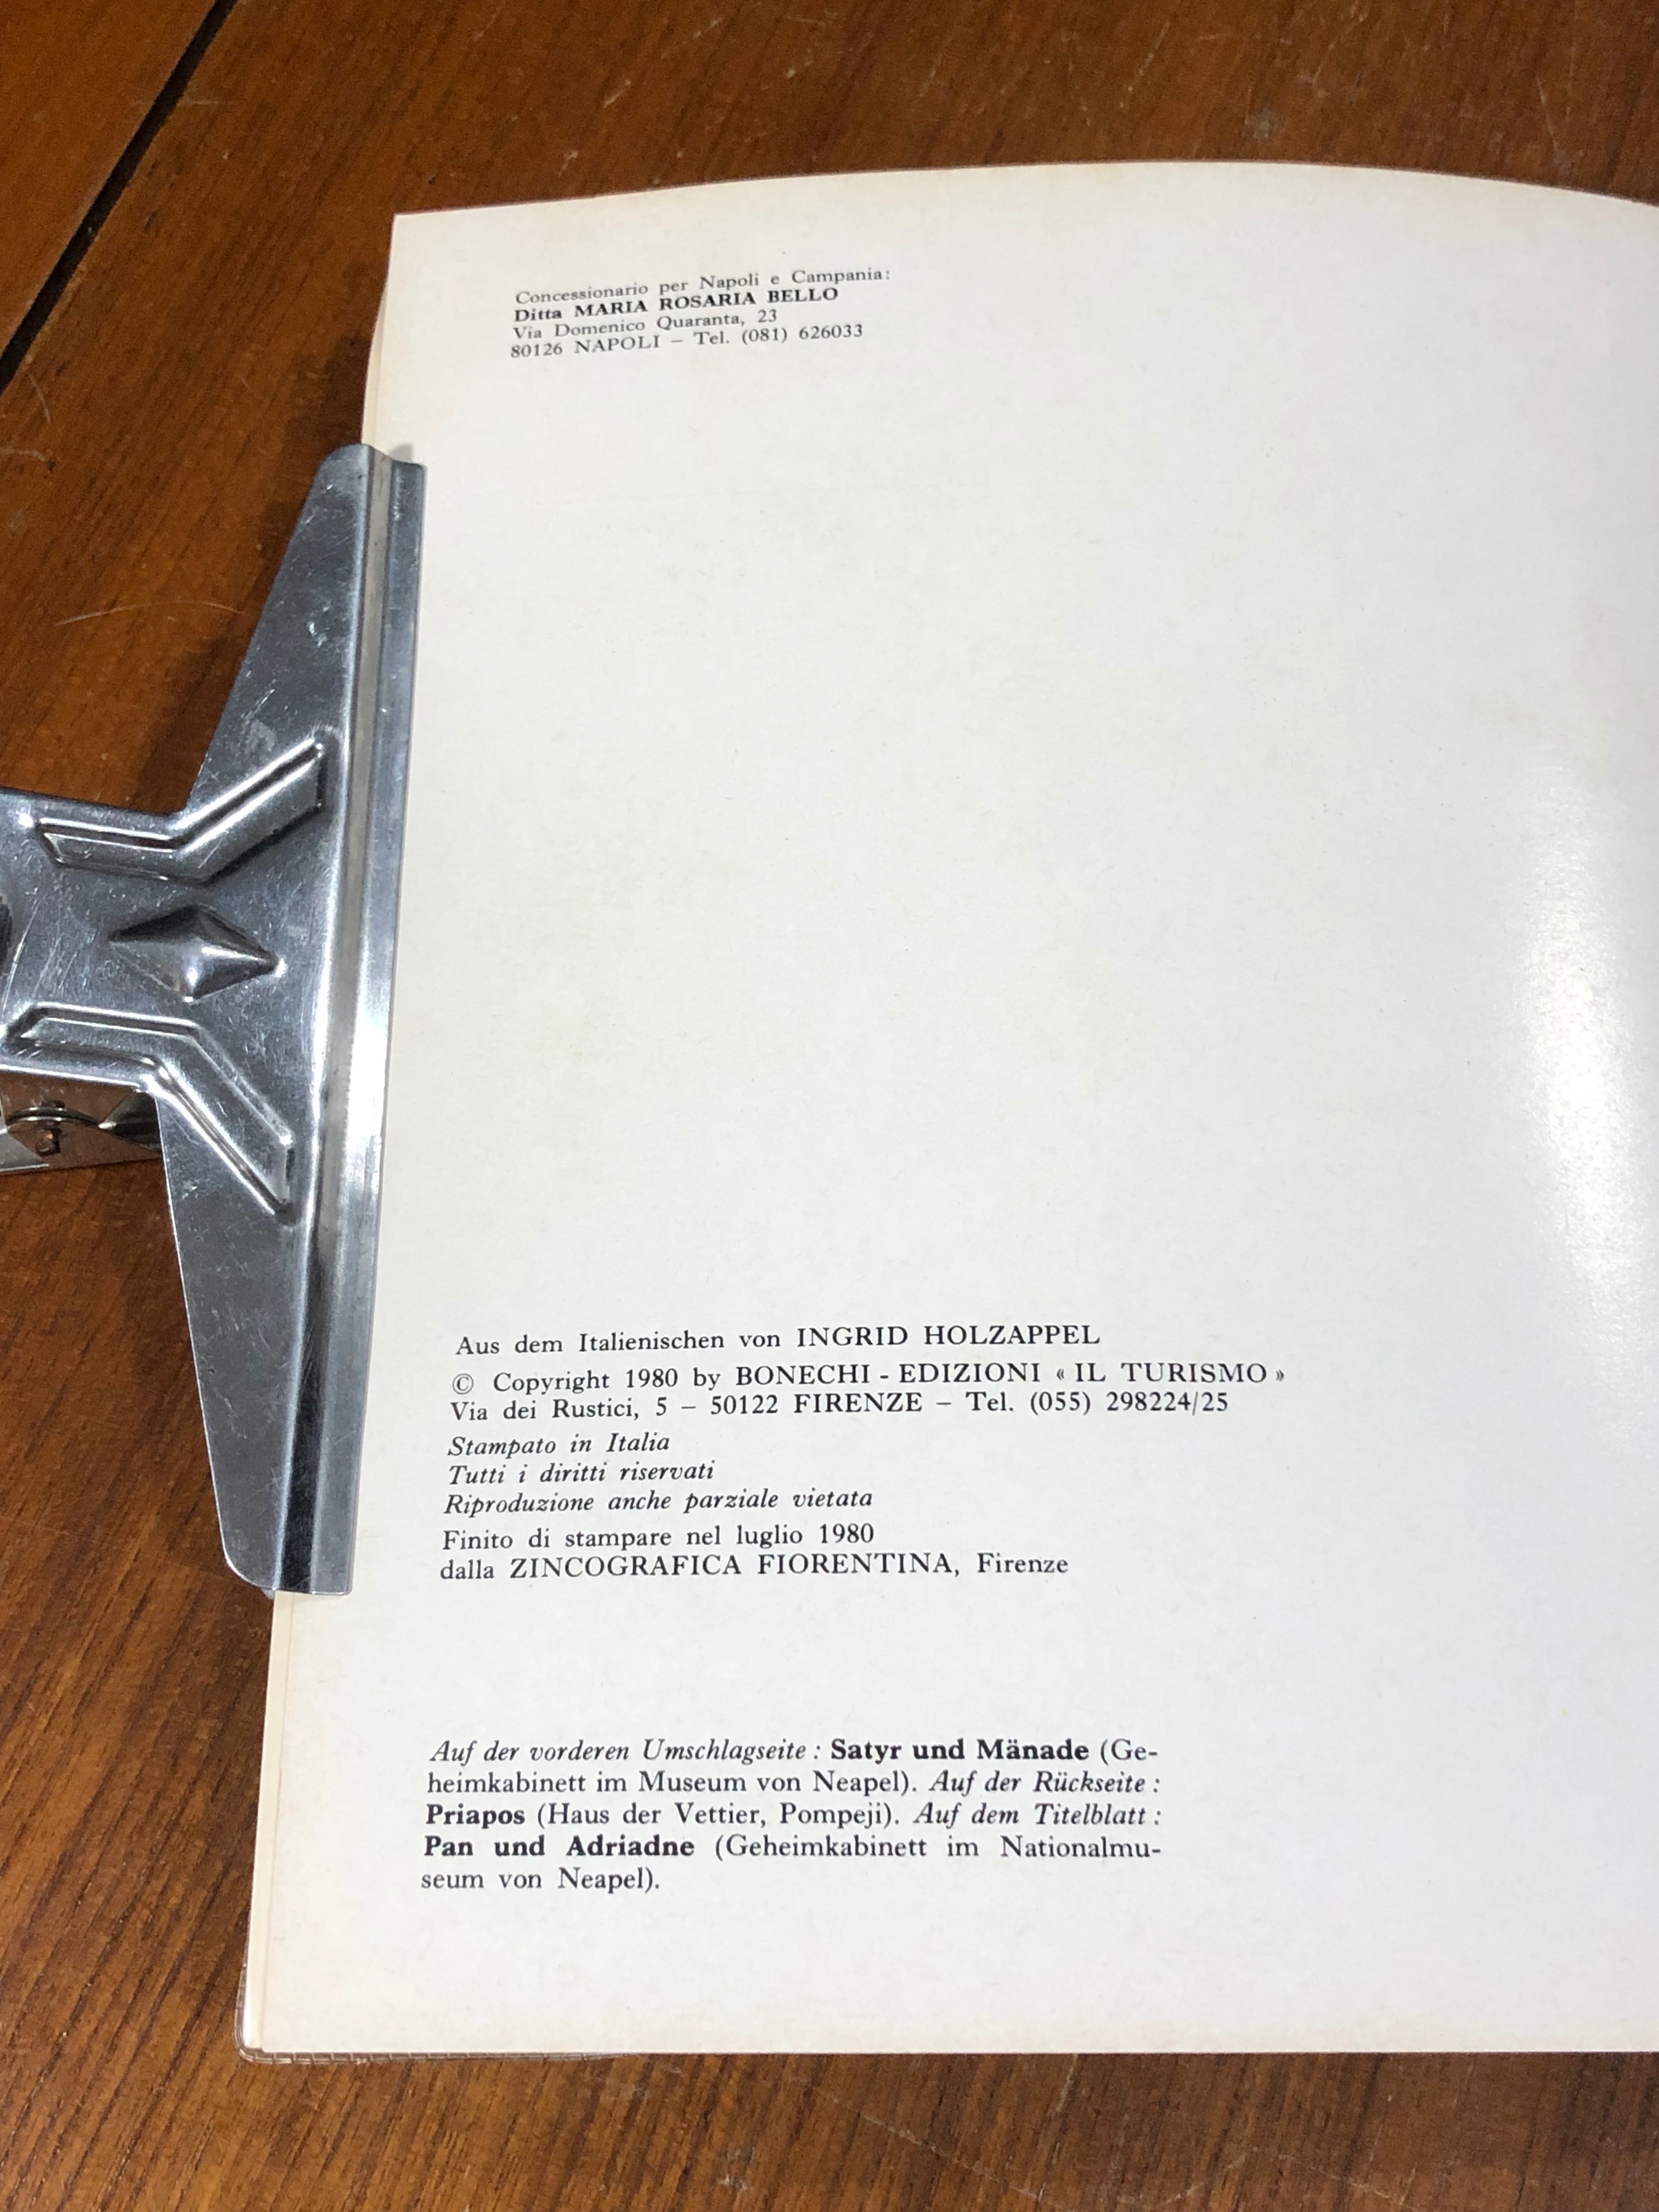 Concessionario per Napoli e Campania:
Ditta MARIA ROSARIA BELLO
Via Domenico Quaranta, 23
80126 NAPOLI – Tel. (081) 626033
Aus dem Italienischen von INGRID HOLZAPPEL
© Copyright 1980 by BONECHI - EDIZIONI « IL TURISMO »
Via dei Rustici, 5 – 50122 FIRENZE – Tel. (055) 298224/25
Stampato in Italia
Tutti i diritti riservati
Riproduzione anche parziale vietata
Finito di stampare nel luglio 1980
dalla ZINCOGRAFICA FIORENTINA, Firenze
Auf der vorderen Umschlagseite : Satyr und Mänade (Ge-
heimkabinett im Museum von Neapel). Auf der Rückseite :
Priapos (Haus der Vettier, Pompeji). Auf dem Titelblatt :
Pan und Adriadne (Geheimkabinett im Nationalmu-
seum von Neapel).